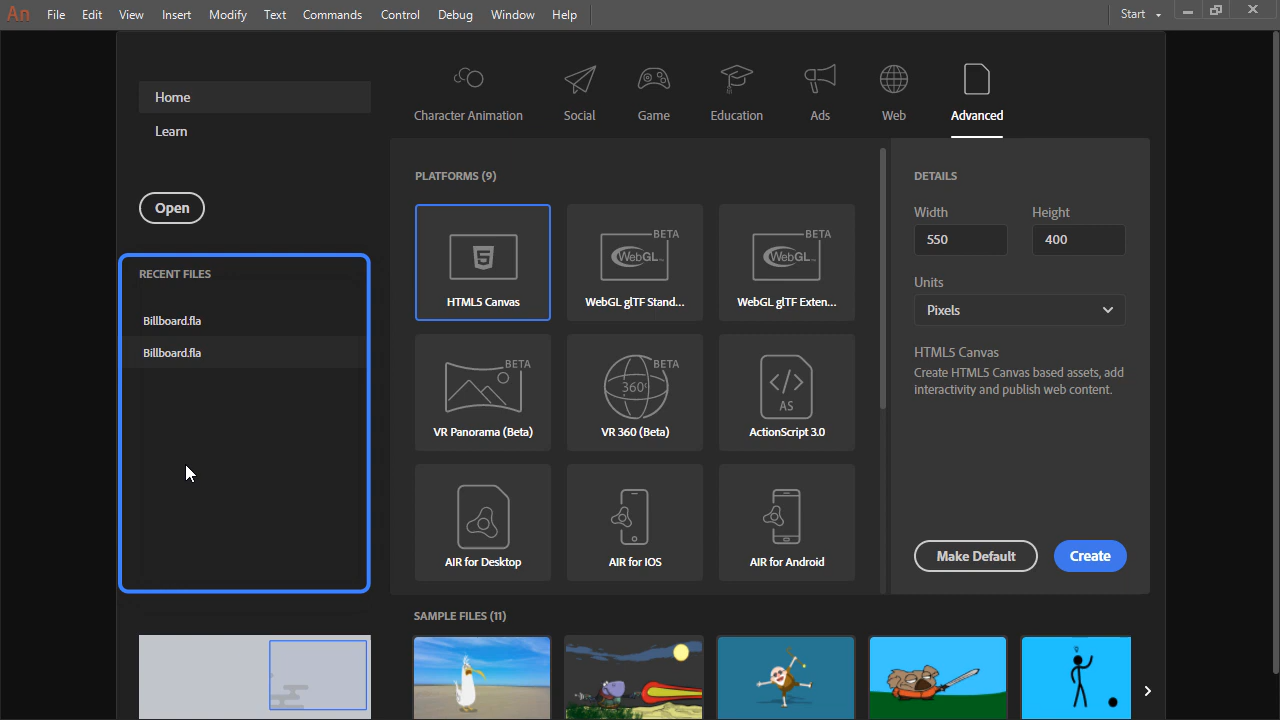 An File Edit View Insert Modify Text Commands Control Debug Window Help Start
Home
Learn
Open
RECENT FILES
Billboard.fla
Billboard.fla
Character Animation Social Game Education Ads Web Advanced
PLATFORMS (9)
5
HTML5 Canvas
BETA
WebGL
WebGL glTF Stand...
BETA
WebGL
WebGL glTF Exten...
BETA
VR Panorama (Beta)
BETA
360°
VR 360 (Beta)
AS
ActionScript 3.0
AIR for Desktop
AIR for IOS
AIR for Android
DETAILS
Width Height
550 400
Units
Pixels
HTML5 Canvas
Create HTML5 Canvas based assets, add
interactivity and publish web content.
Make Default Create
SAMPLE FILES (11)